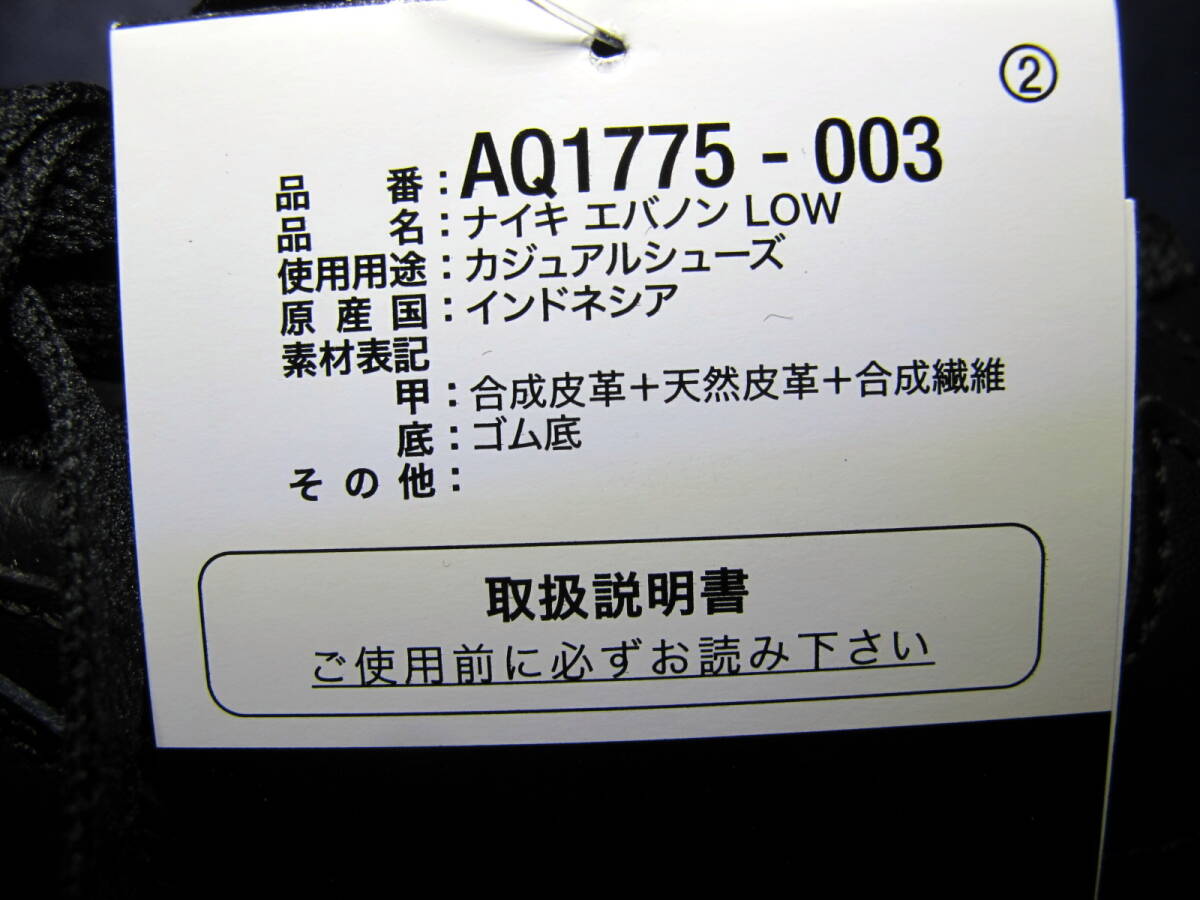 ②
品番：AQ1775 - 003
品名：ナイキ エバノン LOW
使用用途：カジュアルシューズ
原産国：インドネシア
素材表記
甲：合成皮革＋天然皮革＋合成繊維
底：ゴム底
その他：
取扱説明書
ご使用前に必ずお読み下さい